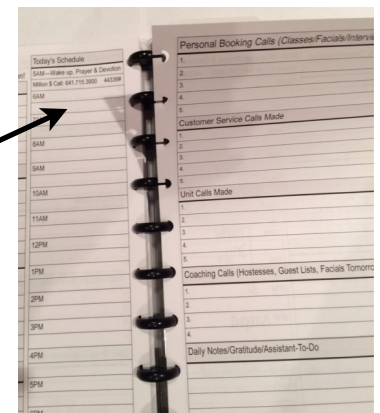 Today's Schedule
5AM—Wake-up, Prayer & Devotion
Million $ Call: 641.715.3900 44336#
6AM
8AM
9AM
10AM
11AM
12PM
1PM
2PM
3PM
4PM
5PM
Personal Booking Calls (Classes/Facials/
1.
2.
3.
4.
5.
Customer Service Calls Made
1.
2.
3.
4.
5.
Unit Calls Made
1.
2.
3.
4.
5.
Coaching Calls (Hostesses, Guest Lists, Facials
1.
2.
3.
4.
Daily Notes/Gratitude/Assistant-To-Do